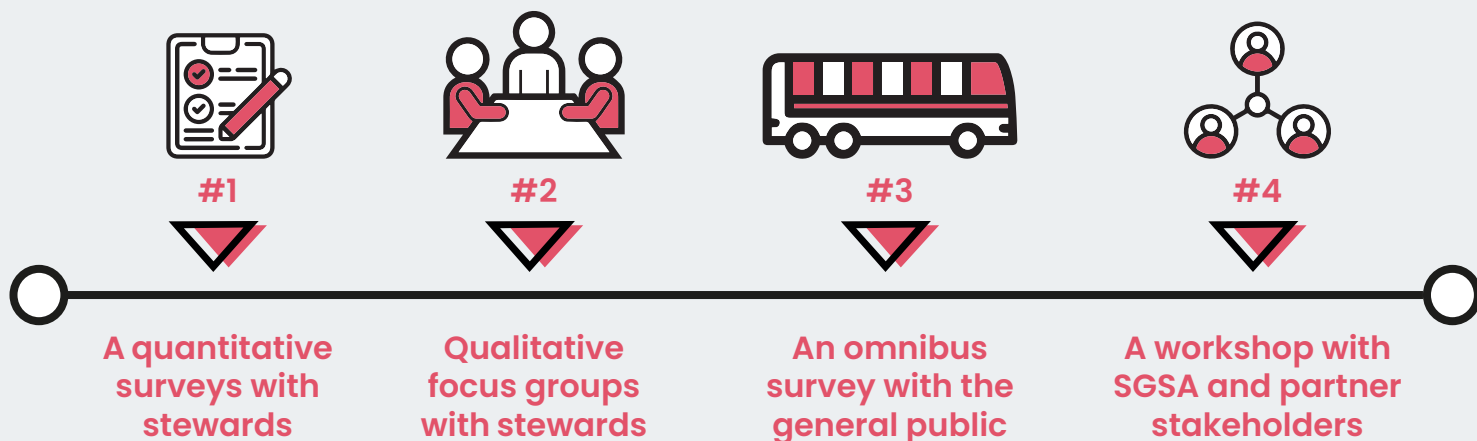 #1
#2
#3
#4
A quantitative
surveys with
stewards
Qualitative
focus groups
with stewards
An omnibus
survey with the
general public
A workshop with
SGSA and partner
stakeholders